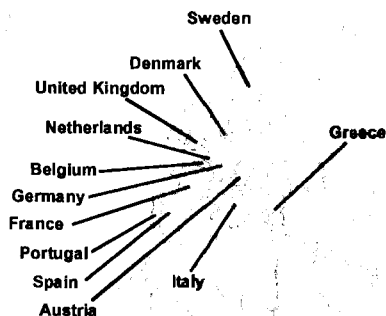 Sweden
Denmark
United Kingdom
Netherlands
Greece
Belgium
Germany
France
Portugal
Spain
Italy
Austria